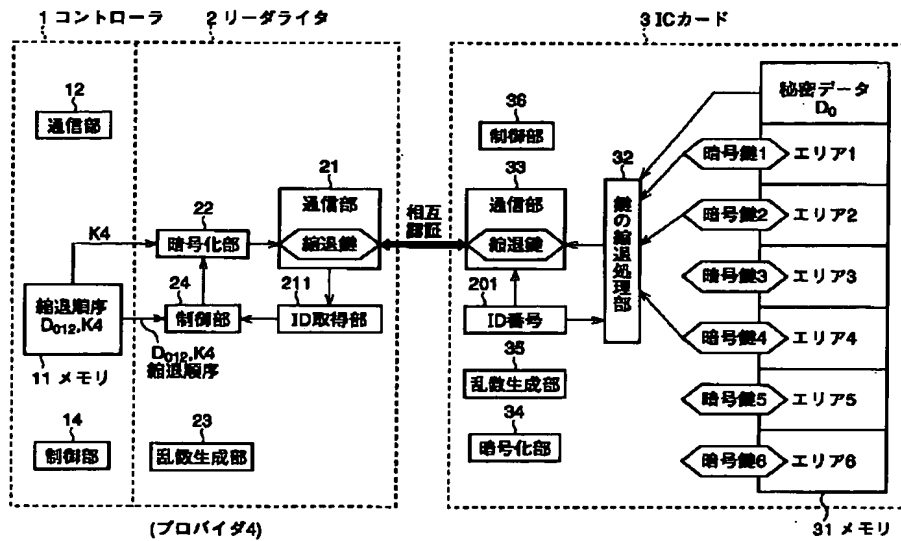 1 コントローラ
2 リーダライタ
3 ICカード
12
通信部
K4
22
暗号化部
21
通信部
縮退鍵
相互
認証
縮退順序
D012,K4
11 メモリ
24
制御部
D012,K4
縮退順序
211
ID取得部
14
制御部
23
乱数生成部
(プロバイダ4)
36
制御部
33
通信部
縮退鍵
201
ID番号
35
乱数生成部
34
暗号化部
32
鍵の縮退処理部
秘密データ
D0
暗号鍵1
エリア1
暗号鍵2
エリア2
暗号鍵3
エリア3
暗号鍵4
エリア4
暗号鍵5
エリア5
暗号鍵6
エリア6
31 メモリ